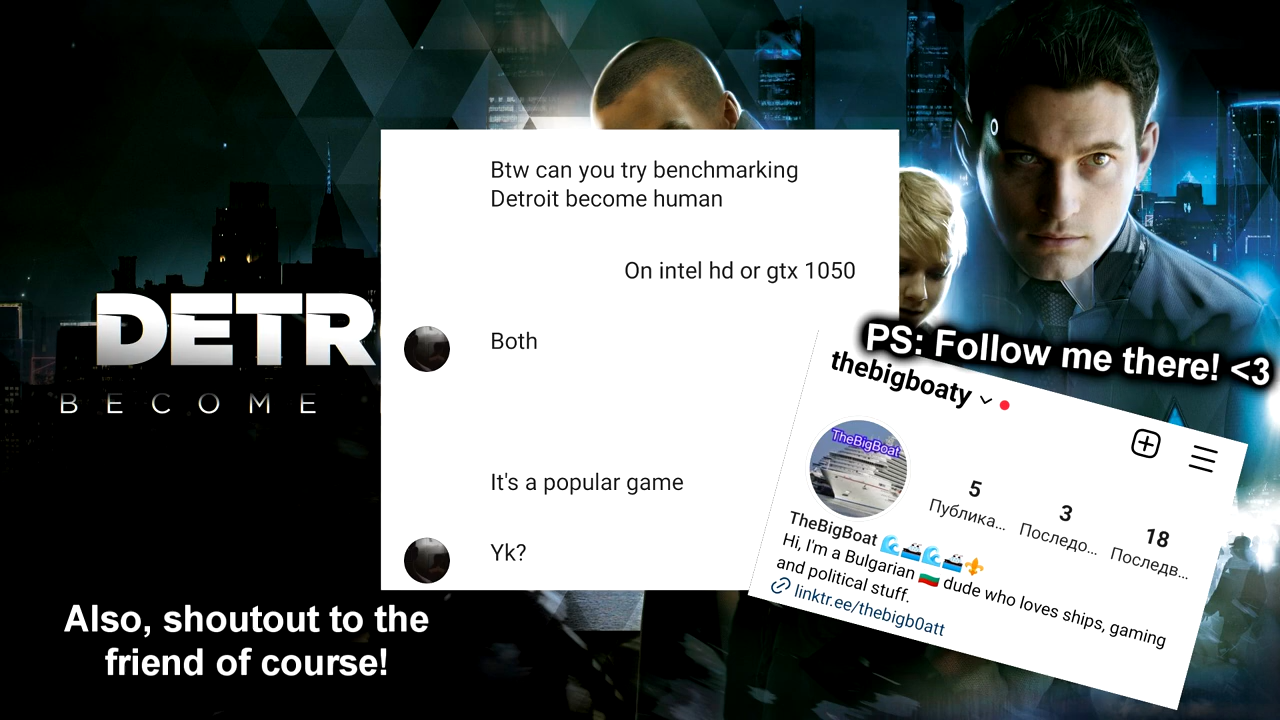 Btw can you try benchmarking
Detroit become human
On intel hd or gtx 1050
Both
It's a popular game
Yk?
DETR
BECOME
PS: Follow me there! <3
thebigboaty
TheBigBoat
5
Публика...
3
Последо...
18
Последв...
TheBigBoat 🌊🚢🌊🚢⚜️
Hi, I'm a Bulgarian 🇧🇬 dude who loves ships, gaming
and political stuff.
linktr.ee/thebigb0att
Also, shoutout to the
friend of course!